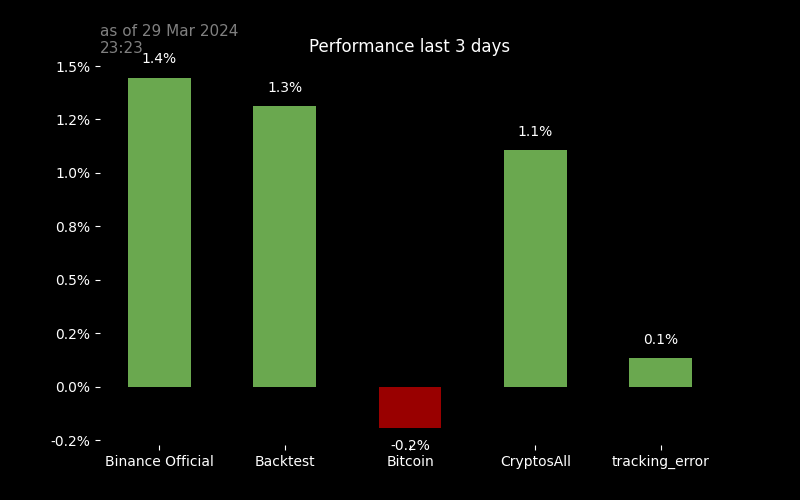 as of 29 Mar 2024
23:23
Performance last 3 days
1.5%
1.2%
1.0%
0.8%
0.5%
0.2%
0.0%
-0.2%
1.4%
1.3%
-0.2%
1.1%
0.1%
Binance Official
Backtest
Bitcoin
CryptosAll
tracking_error